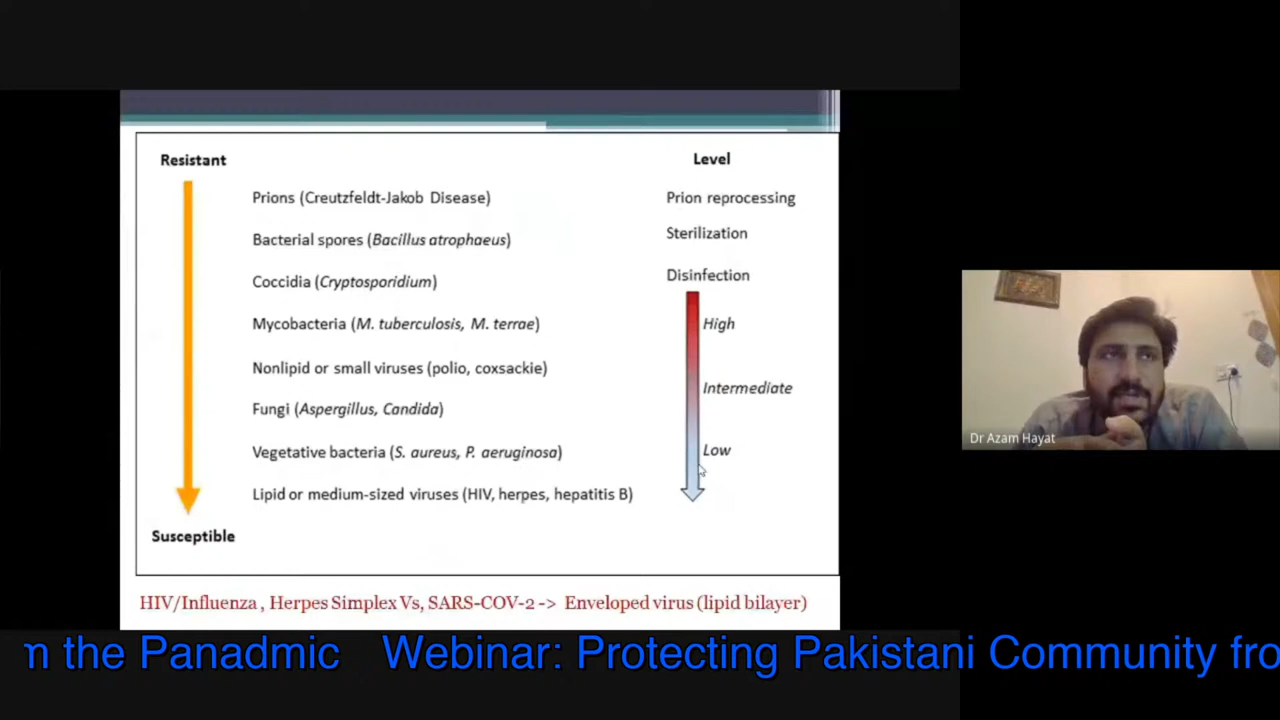 Resistant
Level
Prions (Creutzfeldt-Jakob Disease)
Prion reprocessing
Bacterial spores (Bacillus atrophaeus)
Sterilization
Coccidia (Cryptosporidium)
Disinfection
Mycobacteria (M. tuberculosis, M. terrae)
High
Nonlipid or small viruses (polio, coxsackie)
Intermediate
Fungi (Aspergillus, Candida)
Vegetative bacteria (S. aureus, P. aeruginosa)
Low
Lipid or medium-sized viruses (HIV, herpes, hepatitis B)
Susceptible
HIV/Influenza , Herpes Simplex Vs, SARS-COV-2 -> Enveloped virus (lipid bilayer)
Dr Azam Hayat
m the Panadmic Webinar: Protecting Pakistani Community fro